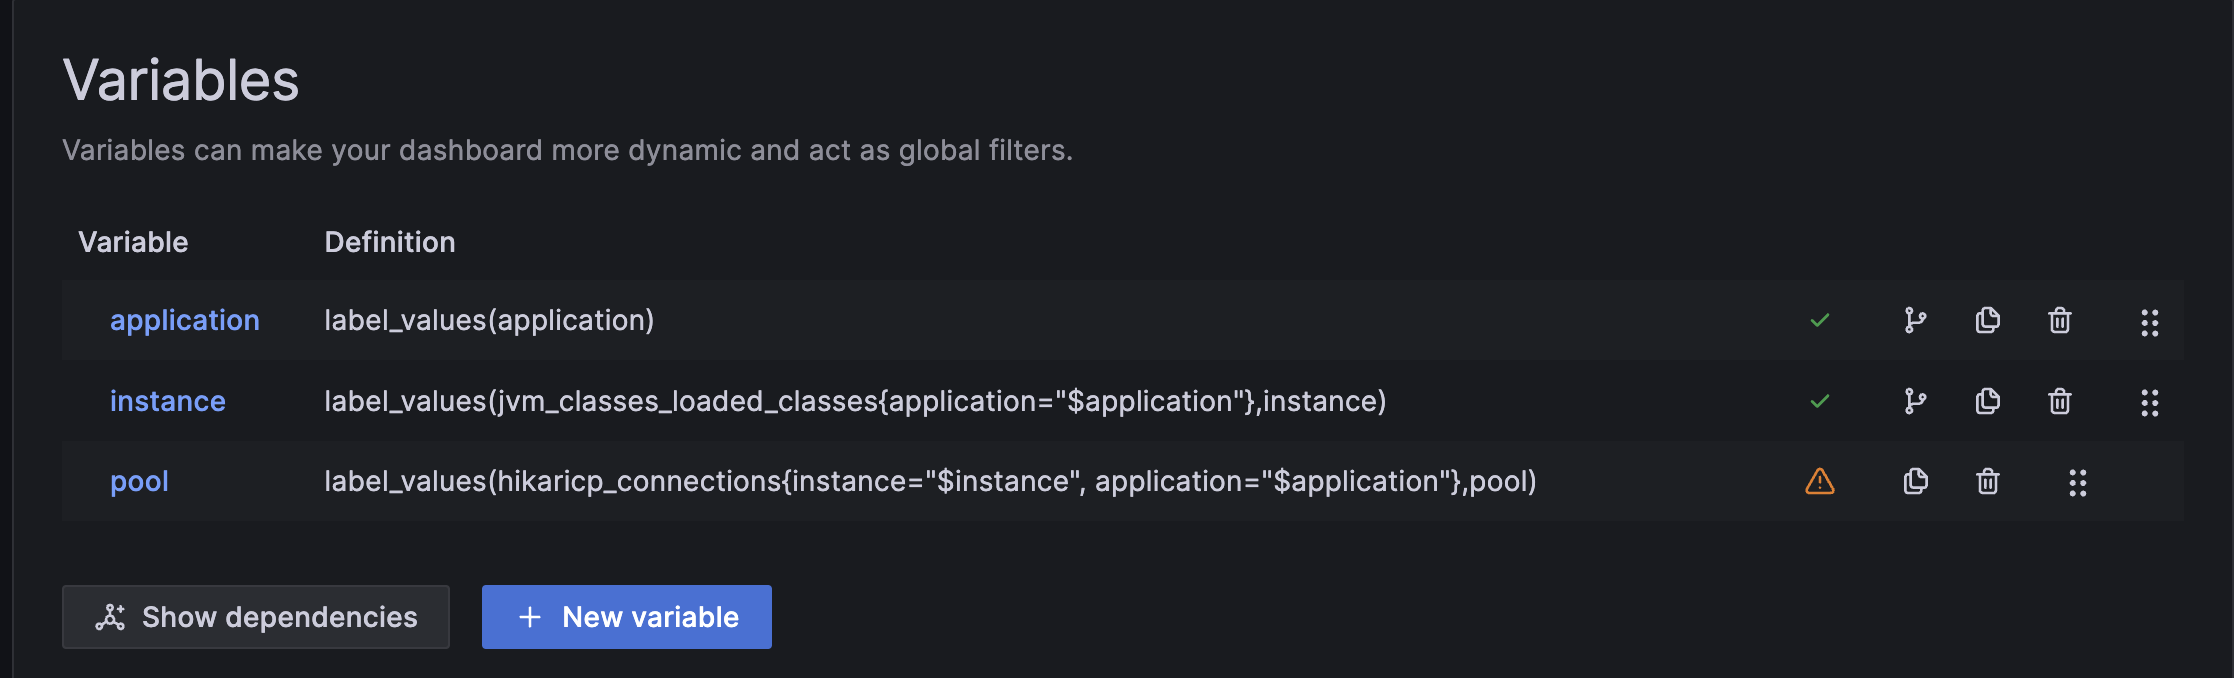 Variables
Variables can make your dashboard more dynamic and act as global filters.
Variable Definition
application label_values(application)
instance label_values(jvm_classes_loaded_classes{application="$application"},instance)
pool label_values(hikaricp_connections{instance="$instance", application="$application"},pool)
Show dependencies New variable